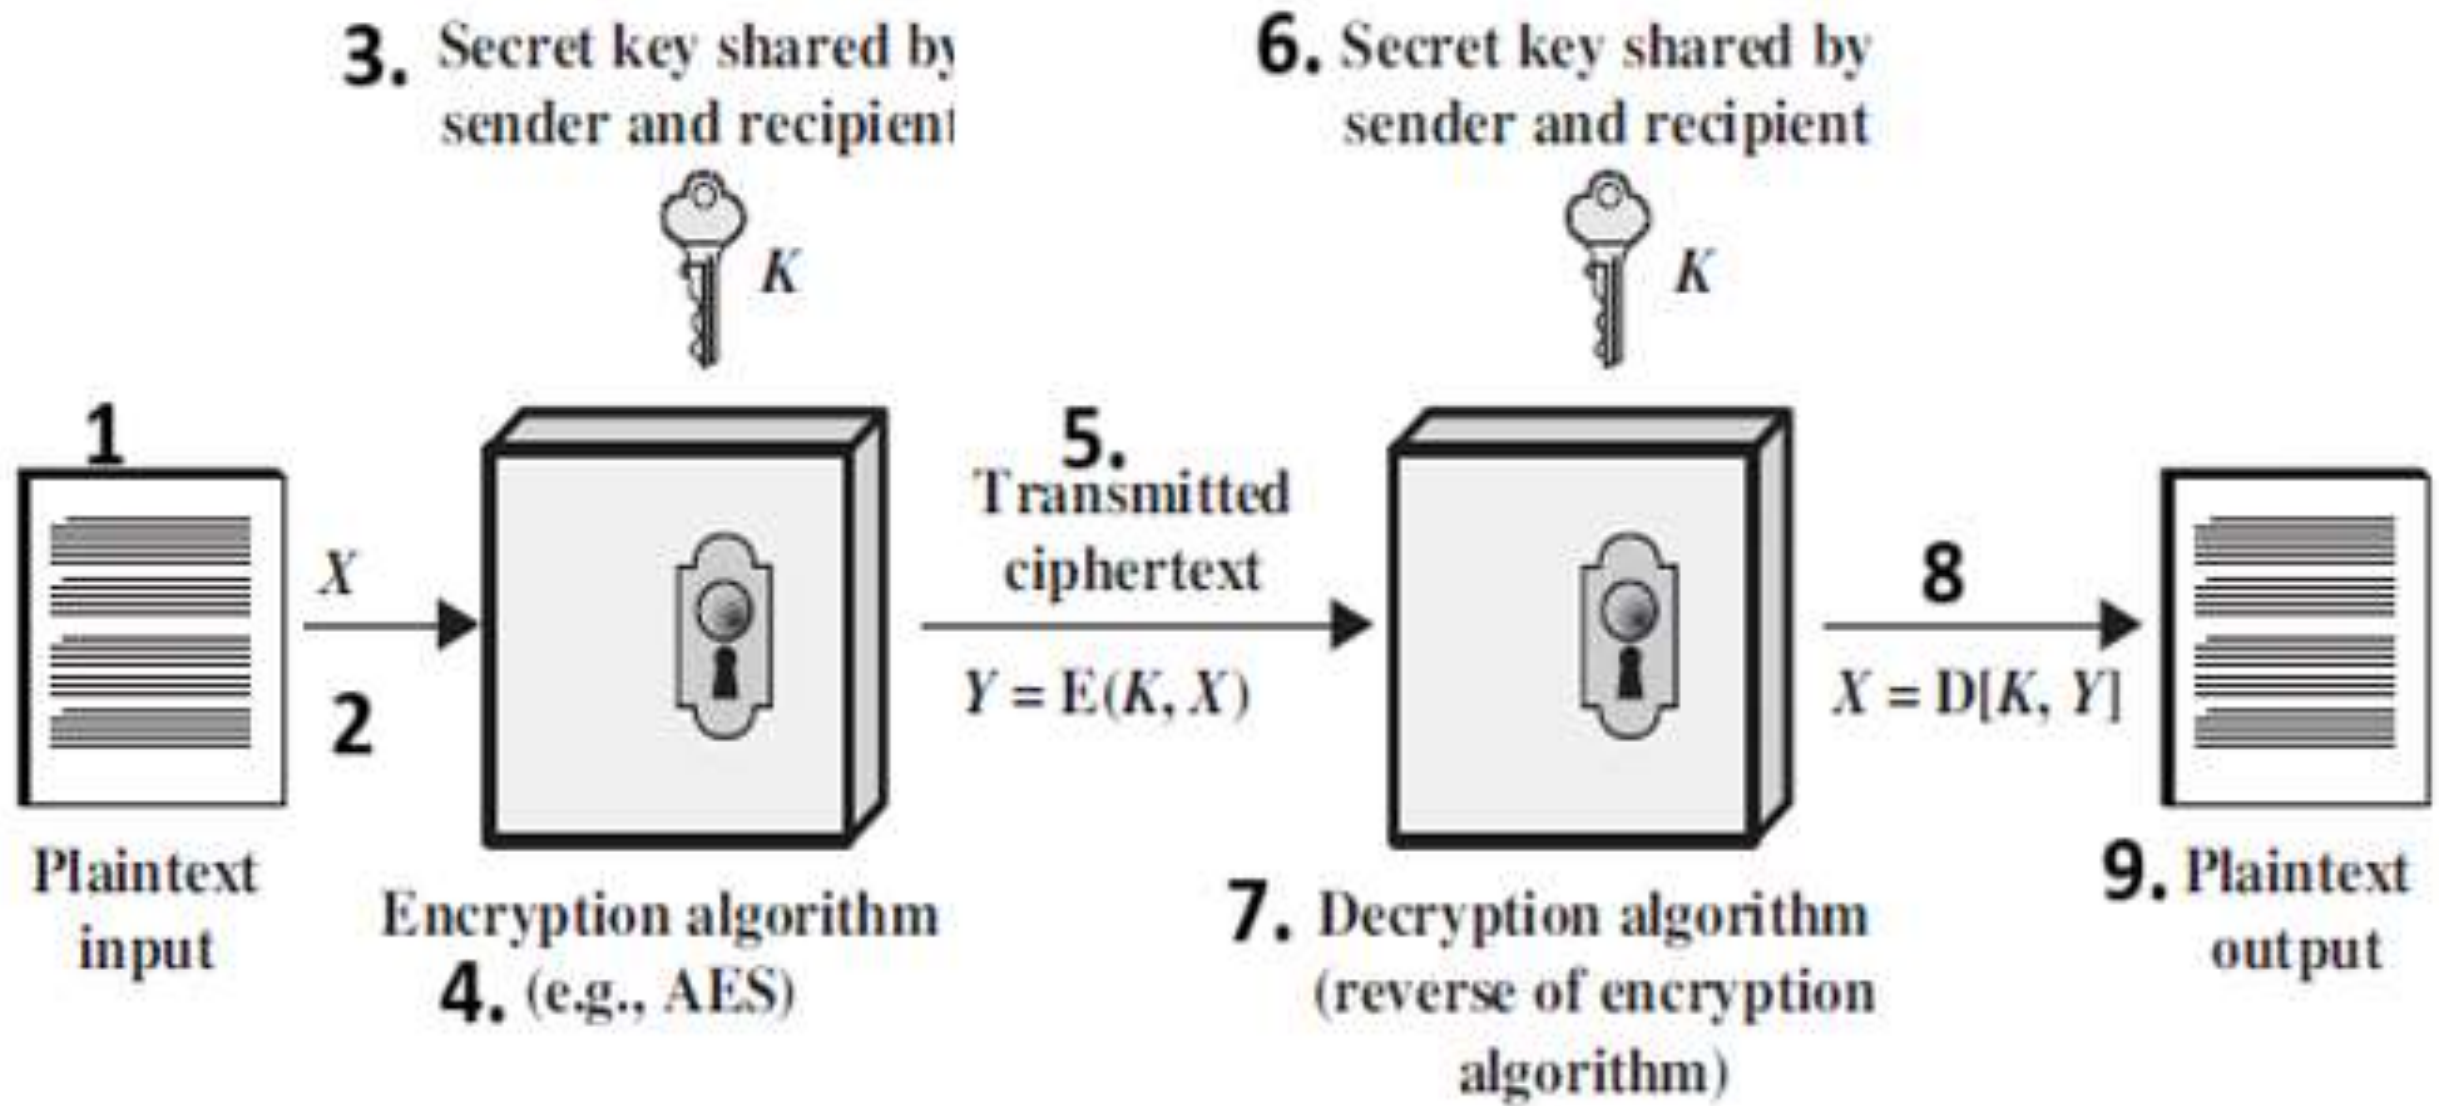 3. Secret key shared by
sender and recipient
K
6. Secret key shared by
sender and recipient
K
1
Plaintext
input
X
2
Encryption algorithm
4. (e.g., AES)
5.
Transmitted
ciphertext
Y = E(K, X)
7. Decryption algorithm
(reverse of encryption
algorithm)
8
X = D[K, Y]
9. Plaintext
output